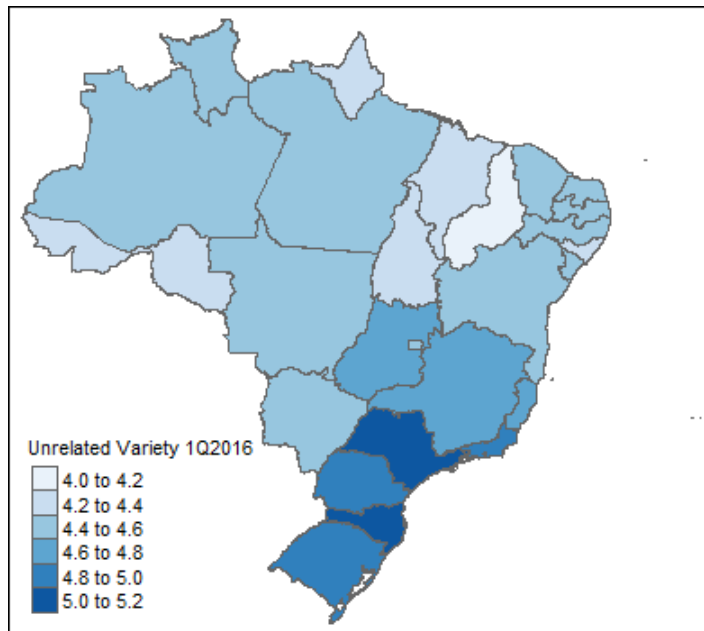 Unrelated Variety 1Q2016
4.0 to 4.2
4.2 to 4.4
4.4 to 4.6
4.6 to 4.8
4.8 to 5.0
5.0 to 5.2